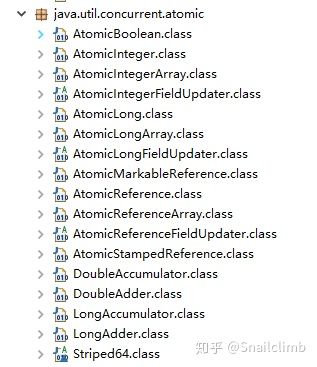 java.util.concurrent.atomic
AtomicBoolean.class
AtomicInteger.class
AtomicIntegerArray.class
AtomicIntegerFieldUpdater.class
AtomicLong.class
AtomicLongArray.class
AtomicLongFieldUpdater.class
AtomicMarkableReference.class
AtomicReference.class
AtomicReferenceArray.class
AtomicReferenceFieldUpdater.class
AtomicStampedReference.class
DoubleAccumulator.class
DoubleAdder.class
LongAccumulator.class
LongAdder.class
Striped64.class
知乎 @Snailclimb